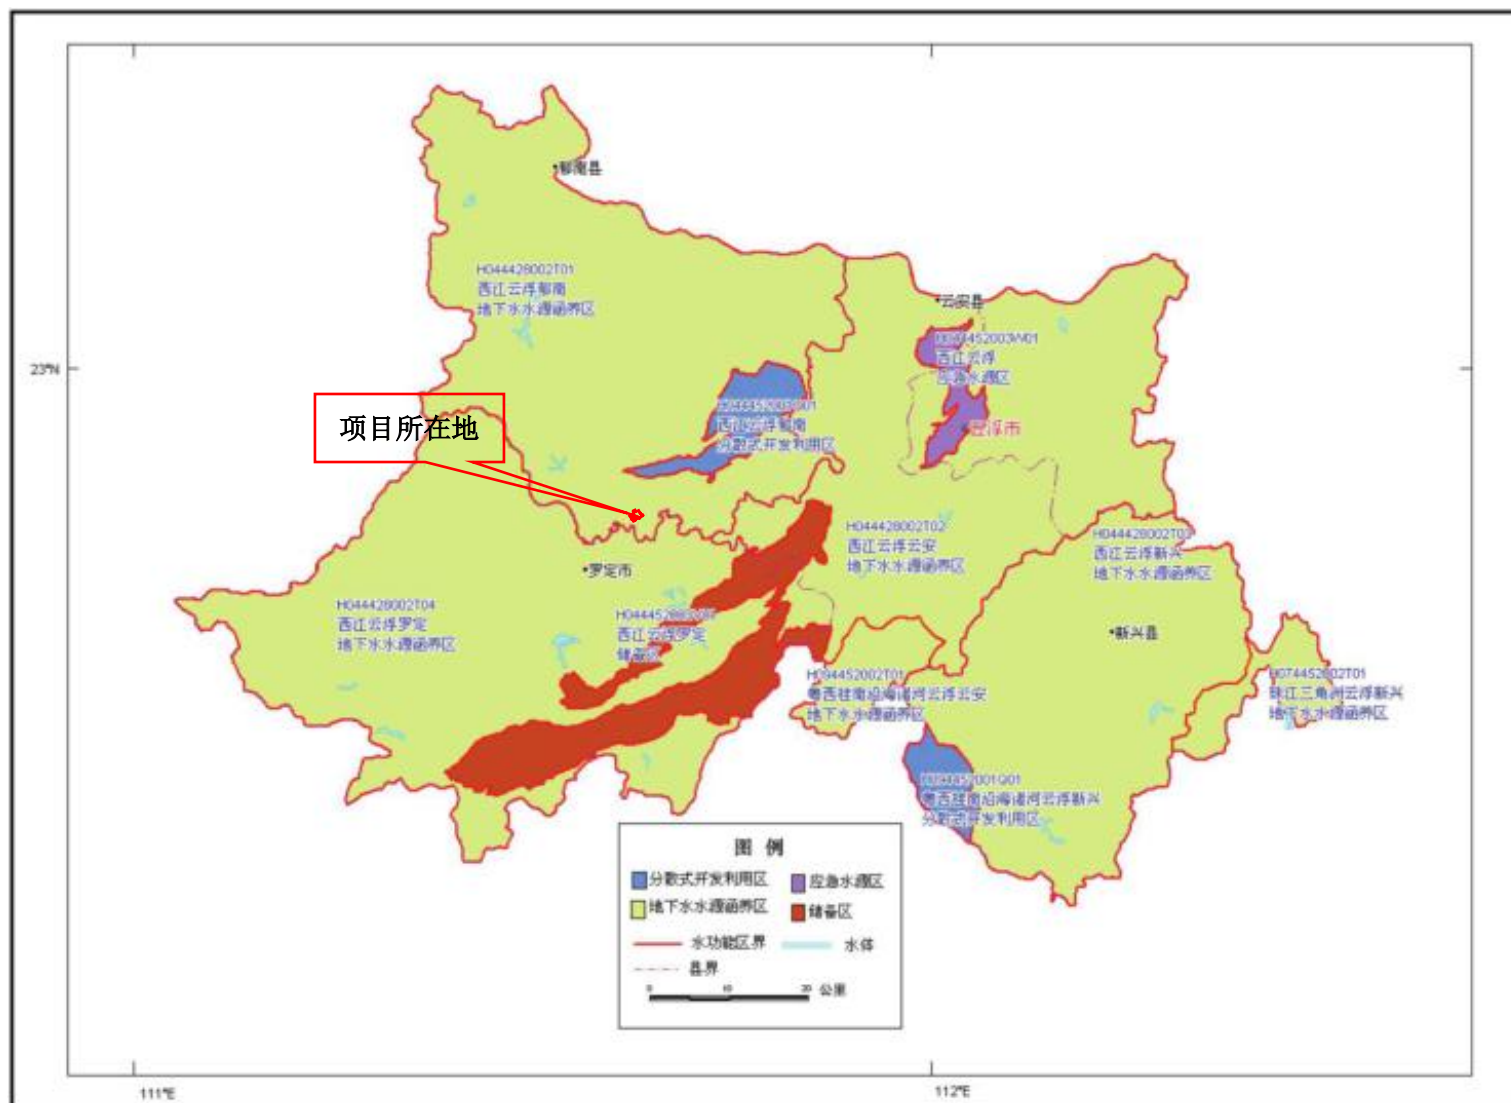 郁南县
H044428002T01
西江云浮郁南
地下水水源涵养区
云安县
西江云浮
应急水源区
23°N
项目所在地
西江云浮郁南
分散式开发利用区
云浮市
H044428002T02
西江云浮云安
地下水水源涵养区
H044428002T03
西江云浮新兴
地下水水源涵养区
罗定市
H044428002T04
西江云浮罗定
地下水水源涵养区
西江云浮罗定
储备区
新兴县
H094452002T01
粤西桂南沿海诸河云浮云安
地下水水源涵养区
H074452002T01
珠江三角洲云浮新兴
地下水水源涵养区
粤西桂南沿海诸河云浮新兴
分散式开发利用区
图 例
分散式开发利用区 应急水源区
地下水水源涵养区 储备区
水功能区界 水体
县界
0 10 20 公里
111°E 112°E